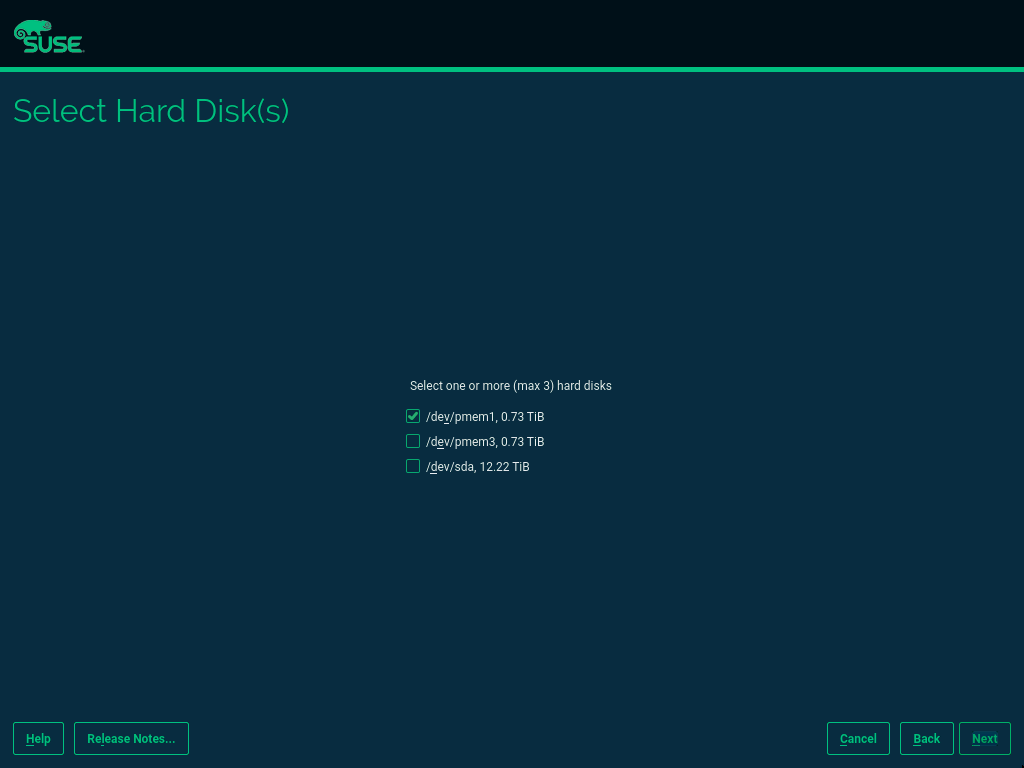 SUSE
Select Hard Disk(s)
Select one or more (max 3) hard disks
/dev/pmem1, 0.73 TiB
/dev/pmem3, 0.73 TiB
/dev/sda, 12.22 TiB
Help Release Notes... Cancel Back Next